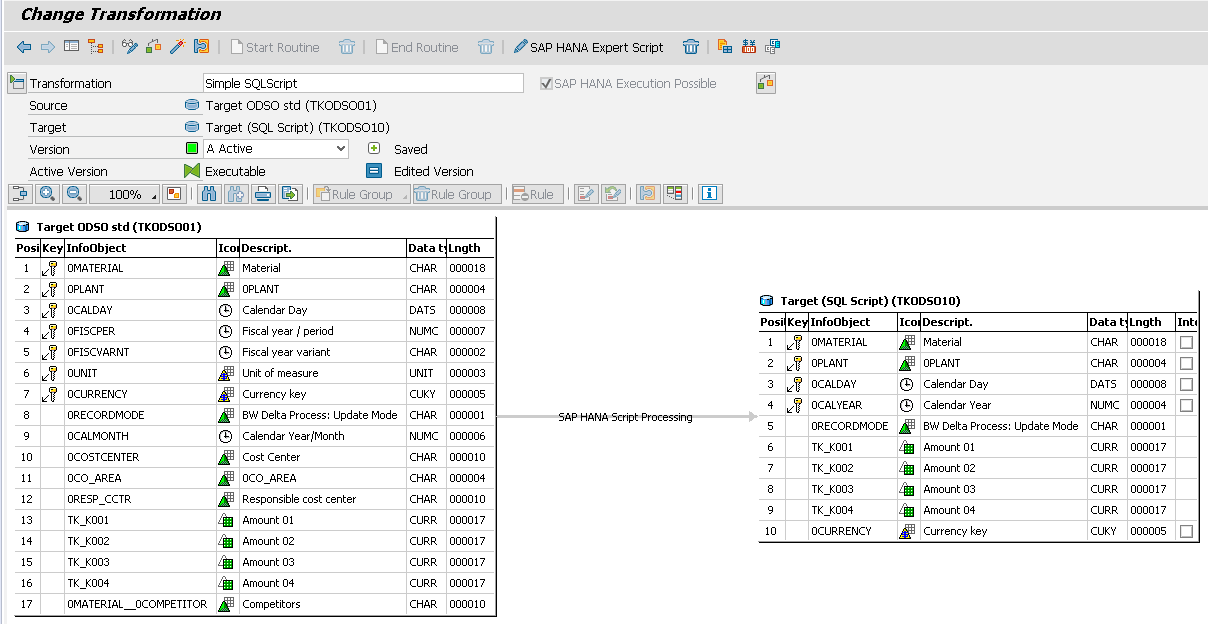 Change Transformation
Start Routine End Routine SAP HANA Expert Script
Transformation Simple SQLScript SAP HANA Execution Possible
Source Target ODSO std (TKODSO01)
Target Target (SQL Script) (TKODSO10)
Version A Active Saved
Active Version Executable Edited Version
100% Rule Group Rule Group Rule
Target ODSO std (TKODSO01)
Posi Key InfoObject Icon Descript. Data ty Lngth
1 0MATERIAL Material CHAR 000018
2 0PLANT 0PLANT CHAR 000004
3 0CALDAY Calendar Day DATS 000008
4 0FISCPER Fiscal year / period NUMC 000007
5 0FISCVARNT Fiscal year variant CHAR 000002
6 0UNIT Unit of measure UNIT 000003
7 0CURRENCY Currency key CUKY 000005
8 0RECORDMODE BW Delta Process: Update Mode CHAR 000001
9 0CALMONTH Calendar Year/Month NUMC 000006
10 0COSTCENTER Cost Center CHAR 000010
11 0CO_AREA 0CO_AREA CHAR 000004
12 0RESP_CCTR Responsible cost center CHAR 000010
13 TK_K001 Amount 01 CURR 000017
14 TK_K002 Amount 02 CURR 000017
15 TK_K003 Amount 03 CURR 000017
16 TK_K004 Amount 04 CURR 000017
17 0MATERIAL__0COMPETITOR Competitors CHAR 000010
SAP HANA Script Processing
Target (SQL Script) (TKODSO10)
Posi Key InfoObject Icon Descript. Data ty Lngth Inte
1 0MATERIAL Material CHAR 000018
2 0PLANT 0PLANT CHAR 000004
3 0CALDAY Calendar Day DATS 000008
4 0CALYEAR Calendar Year NUMC 000004
5 0RECORDMODE BW Delta Process: Update Mode CHAR 000001
6 TK_K001 Amount 01 CURR 000017
7 TK_K002 Amount 02 CURR 000017
8 TK_K003 Amount 03 CURR 000017
9 TK_K004 Amount 04 CURR 000017
10 0CURRENCY Currency key CUKY 000005